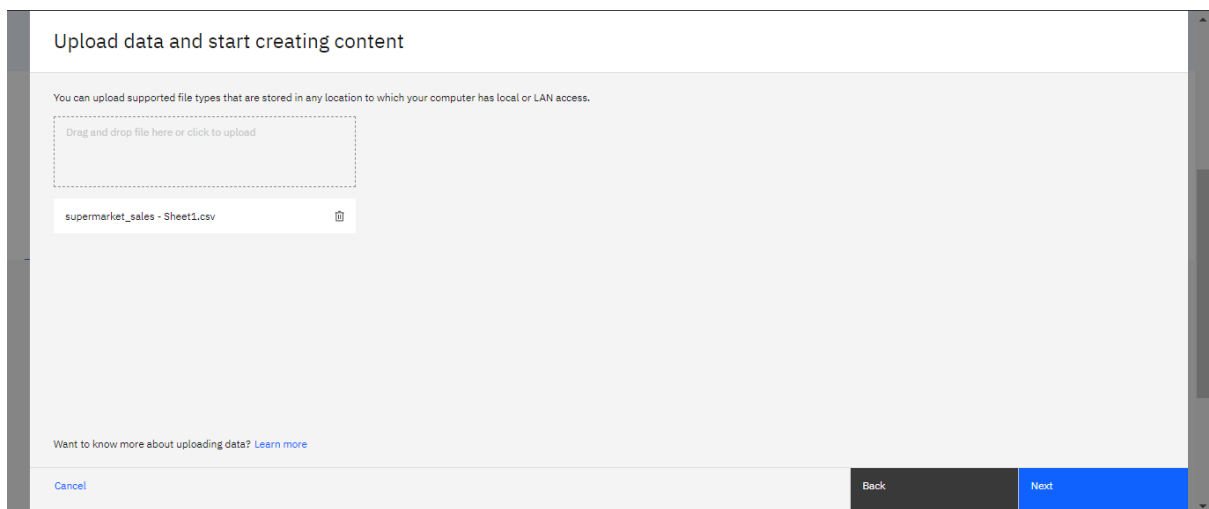 Upload data and start creating content
You can upload supported file types that are stored in any location to which your computer has local or LAN access.
Drag and drop file here or click to upload
supermarket_sales - Sheet1.csv
Want to know more about uploading data? Learn more
Cancel
Back
Next